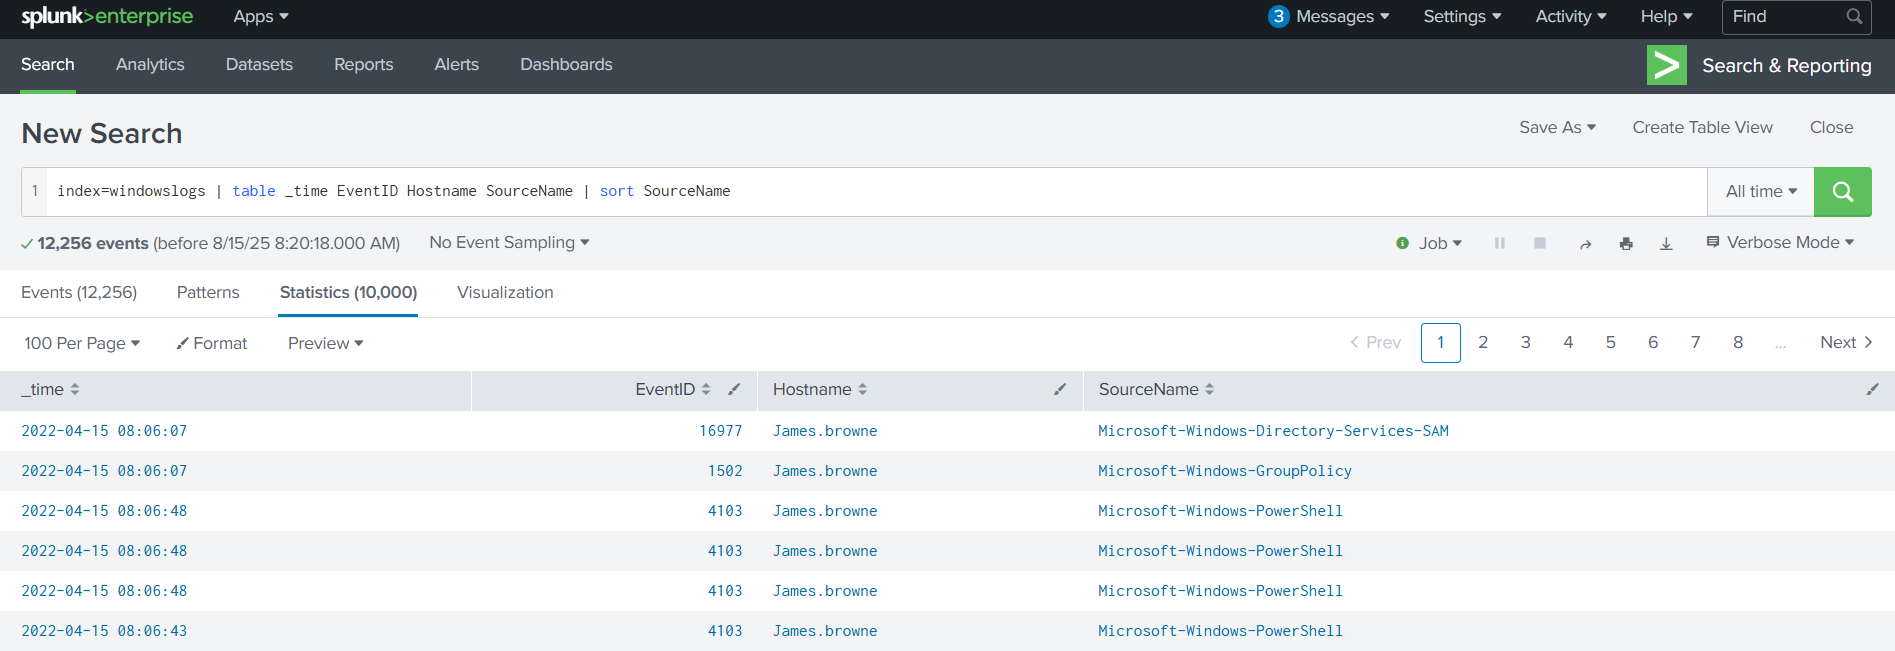 splunk>enterprise Apps 3 Messages Settings Activity Help Find
Search Analytics Datasets Reports Alerts Dashboards Search & Reporting
New Search Save As Create Table View Close
1 index=windowslogs | table _time EventID Hostname SourceName | sort SourceName All time
12,256 events (before 8/15/25 8:20:18.000 AM) No Event Sampling Job Verbose Mode
Events (12,256) Patterns Statistics (10,000) Visualization
100 Per Page Format Preview < Prev 1 2 3 4 5 6 7 8 ... Next >
_time EventID Hostname SourceName
2022-04-15 08:06:07 16977 James.browne Microsoft-Windows-Directory-Services-SAM
2022-04-15 08:06:07 1502 James.browne Microsoft-Windows-GroupPolicy
2022-04-15 08:06:48 4103 James.browne Microsoft-Windows-PowerShell
2022-04-15 08:06:48 4103 James.browne Microsoft-Windows-PowerShell
2022-04-15 08:06:48 4103 James.browne Microsoft-Windows-PowerShell
2022-04-15 08:06:43 4103 James.browne Microsoft-Windows-PowerShell